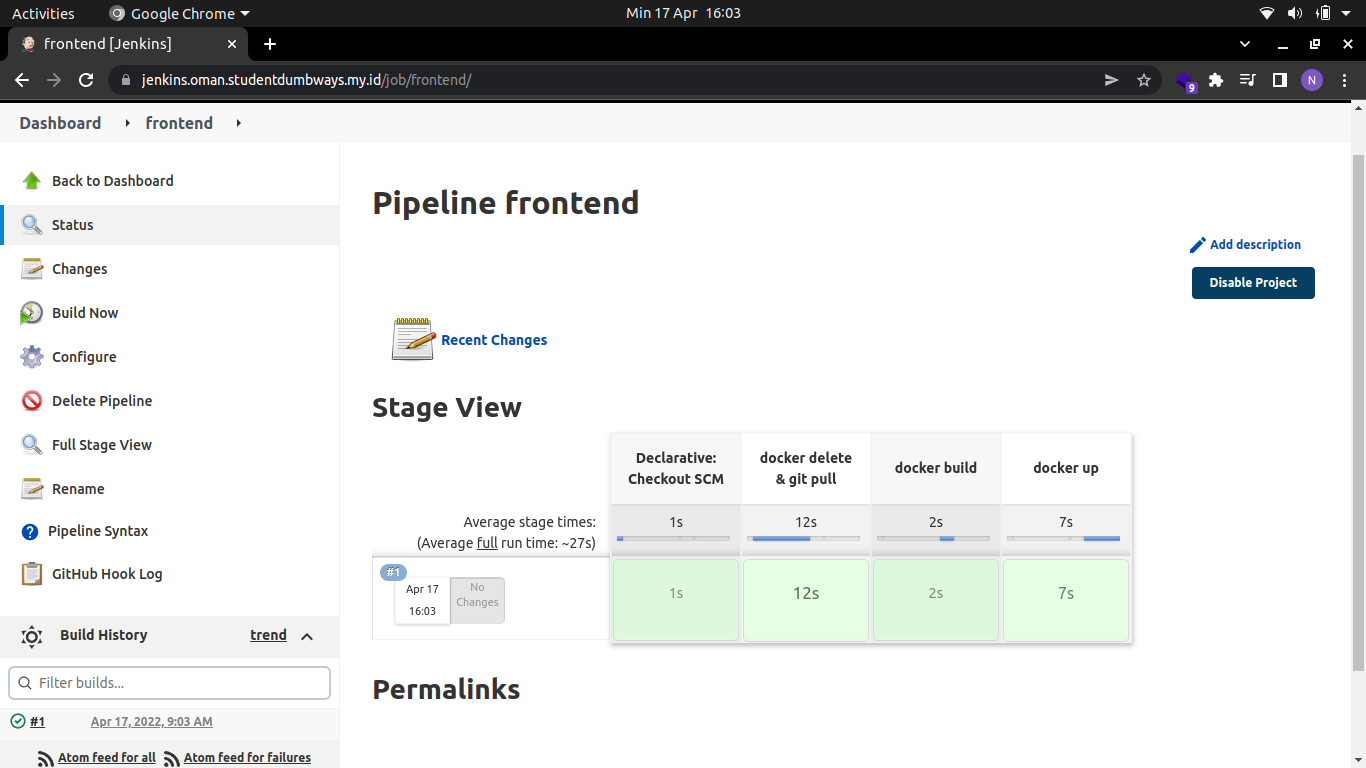 Activities
Google Chrome
Min 17 Apr 16:03
frontend [Jenkins]
jenkins.oman.studentdumbways.my.id/job/frontend/
9
N
Dashboard
frontend
Back to Dashboard
Status
Changes
Build Now
Configure
Delete Pipeline
Full Stage View
Rename
Pipeline Syntax
GitHub Hook Log
Build History
trend
Filter builds...
#1
Apr 17, 2022, 9:03 AM
Atom feed for all
Atom feed for failures
Pipeline frontend
Add description
Disable Project
Recent Changes
Stage View
Declarative:
Checkout SCM
docker delete
& git pull
docker build
docker up
Average stage times:
(Average full run time: ~27s)
1s
12s
2s
7s
#1
Apr 17
16:03
No
Changes
1s
12s
2s
7s
Permalinks